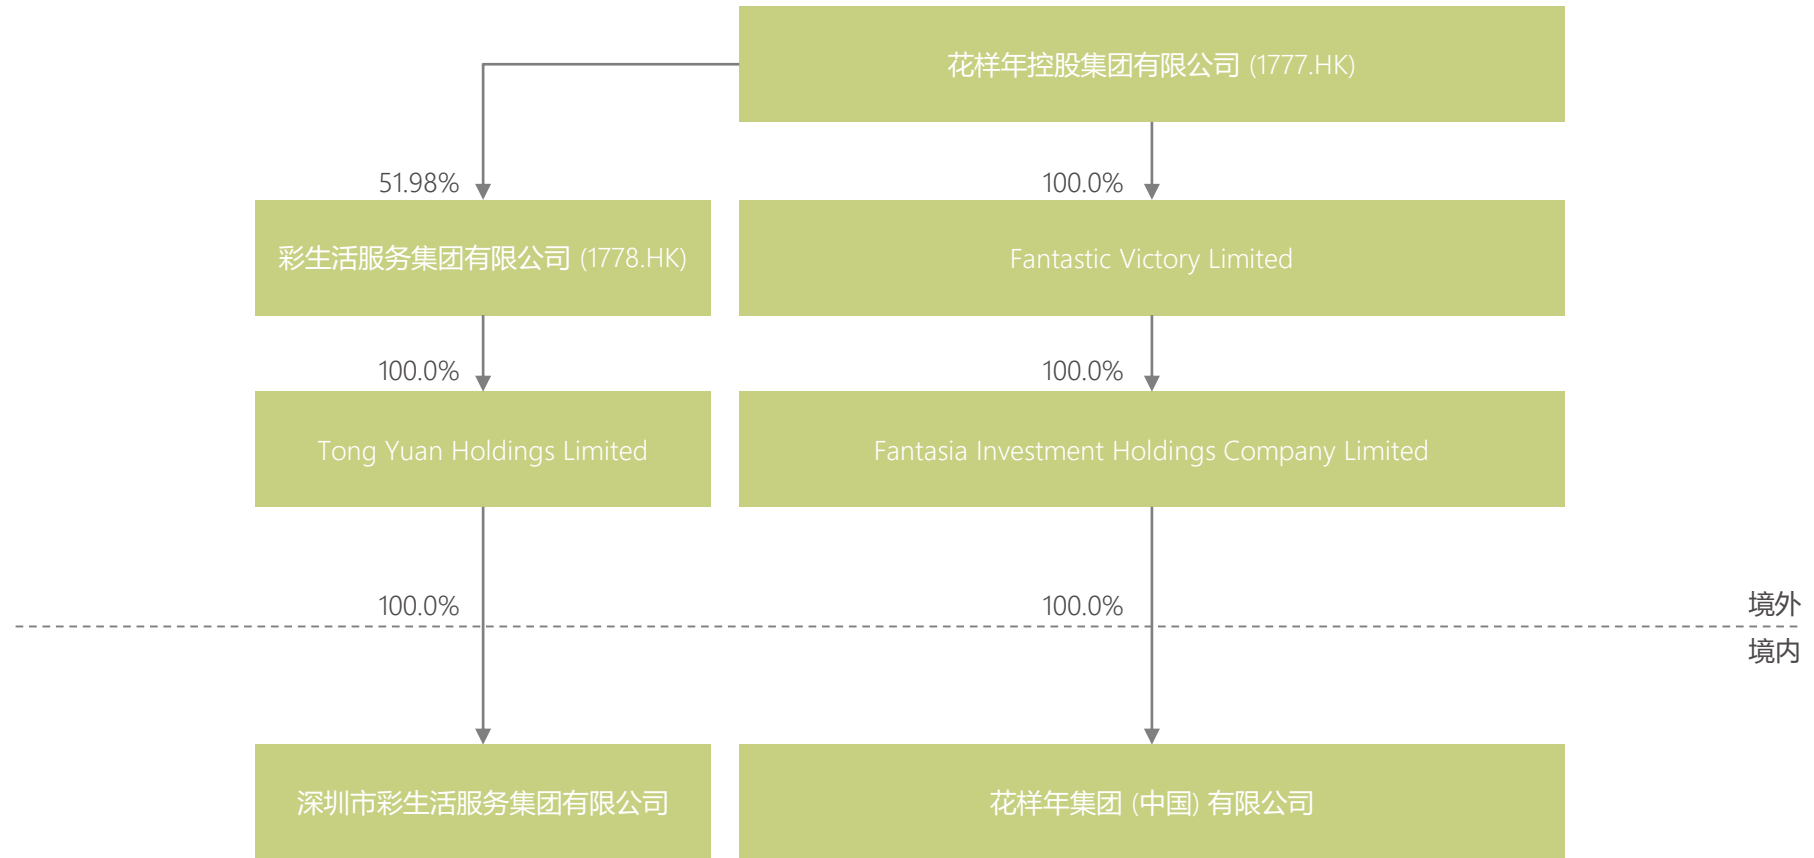 花样年控股集团有限公司 (1777.HK)
51.98%
100.0%
彩生活服务集团有限公司 (1778.HK)
Fantastic Victory Limited
100.0%
100.0%
Tong Yuan Holdings Limited
Fantasia Investment Holdings Company Limited
100.0%
100.0%
境外
境内
深圳市彩生活服务集团有限公司
花样年集团 (中国) 有限公司